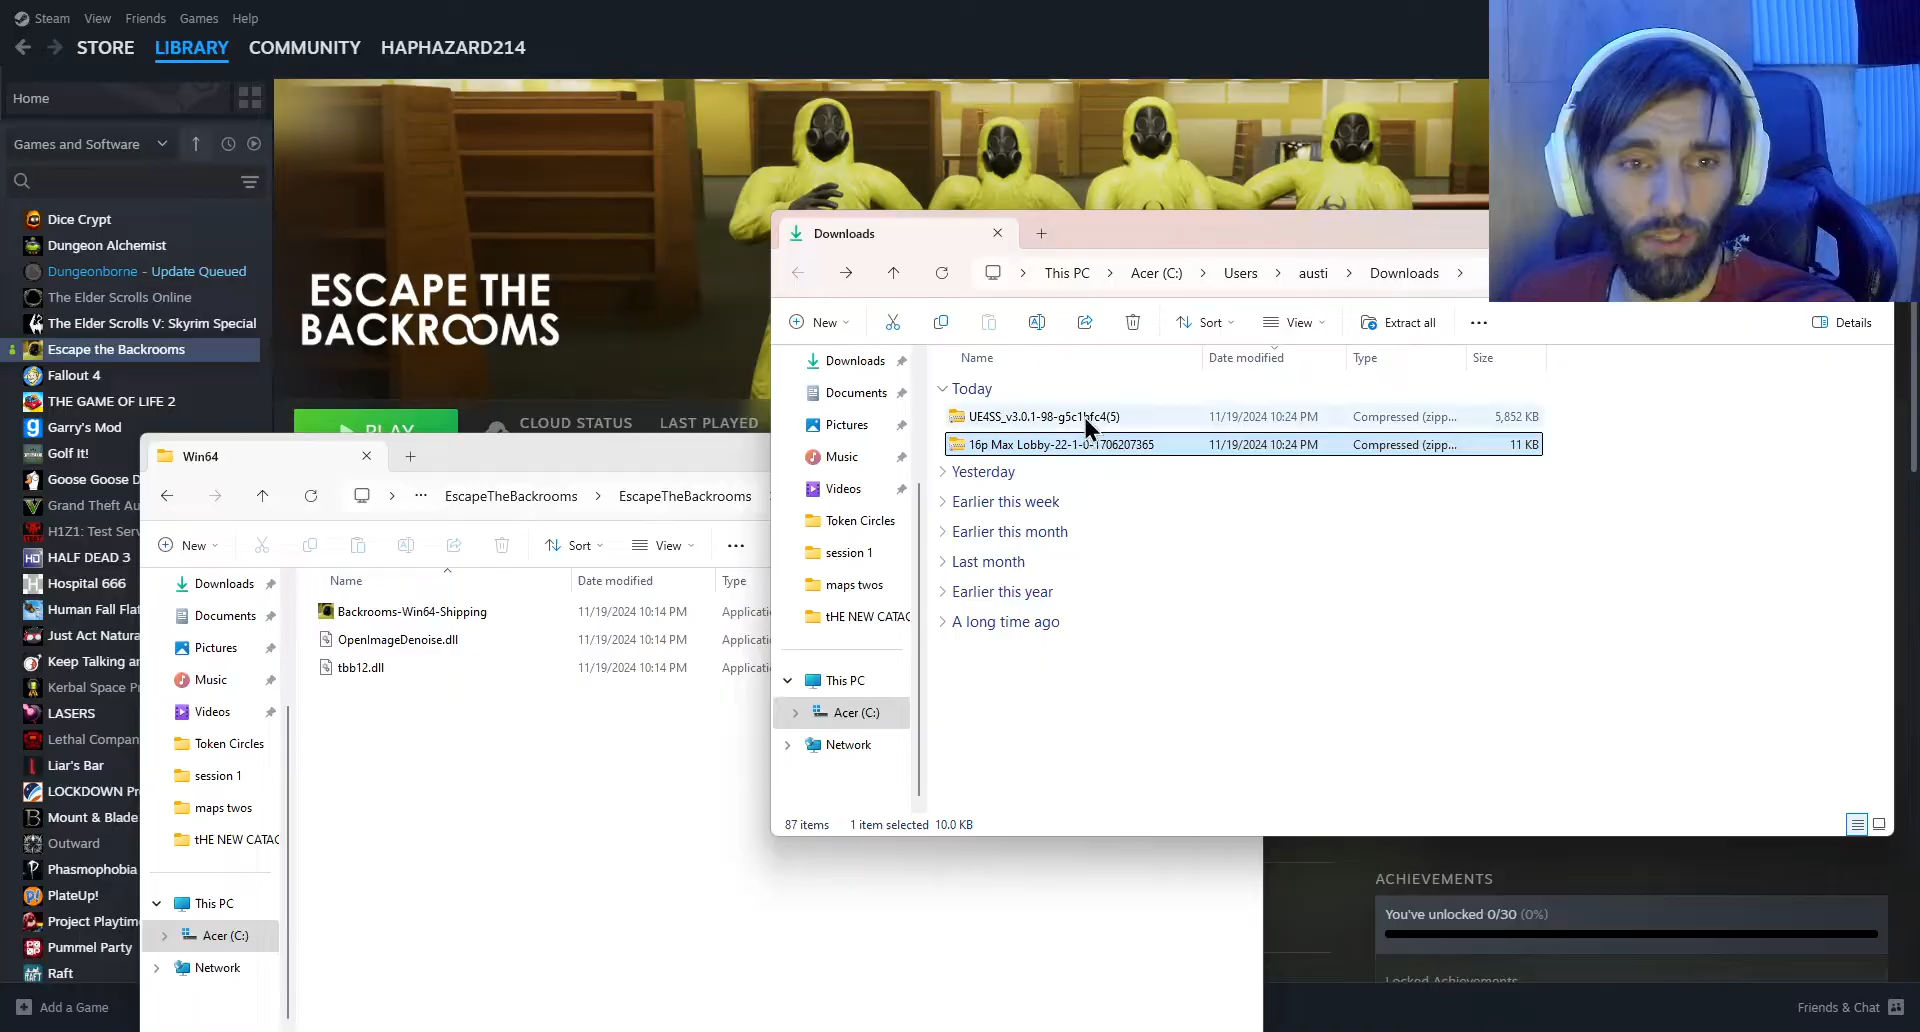 Steam View Friends Games Help
STORE LIBRARY COMMUNITY HAPHAZARD214
Home
Games and Software
Dice Crypt
Dungeon Alchemist
Dungeonborne - Update Queued
The Elder Scrolls Online
The Elder Scrolls V: Skyrim Special
Escape the Backrooms
Fallout 4
THE GAME OF LIFE 2
Garry's Mod
Golf It!
Goose Goose D
Grand Theft Au
H1Z1: Test Serv
HALF DEAD 3
Hospital 666
Human Fall Flat
Just Act Natura
Keep Talking an
Kerbal Space P
LASERS
Lethal Compan
Liar's Bar
LOCKDOWN Pr
Mount & Blade
Outward
Phasmophobia
PlateUp!
Project Playtim
Pummel Party
Raft
Add a Game
ESCAPE THE
BACKROOMS
PLAY
CLOUD STATUS LAST PLAYED
Win64
EscapeTheBackrooms EscapeTheBackrooms
New Sort View
Downloads
Documents
Pictures
Music
Videos
Token Circles
session 1
maps twos
tHE NEW CATAC
This PC
Acer (C:)
Network
Name Date modified Type
Backrooms-Win64-Shipping 11/19/2024 10:14 PM Applicatio
OpenImageDenoise.dll 11/19/2024 10:14 PM Applicatio
tbb12.dll 11/19/2024 10:14 PM Applicatio
Downloads
This PC Acer (C:) Users austi Downloads
New Sort View Extract all Details
Downloads
Documents
Pictures
Music
Videos
Token Circles
session 1
maps twos
tHE NEW CATAC
This PC
Acer (C:)
Network
Name Date modified Type Size
Today
UE4SS_v3.0.1-98-g5c1bfc4(5) 11/19/2024 10:24 PM Compressed (zipp... 5,852 KB
16p Max Lobby-22-1-0-1706207365 11/19/2024 10:24 PM Compressed (zipp... 11 KB
Yesterday
Earlier this week
Earlier this month
Last month
Earlier this year
A long time ago
87 items 1 item selected 10.0 KB
ACHIEVEMENTS
You've unlocked 0/30 (0%)
Locked Achievements
Friends & Chat